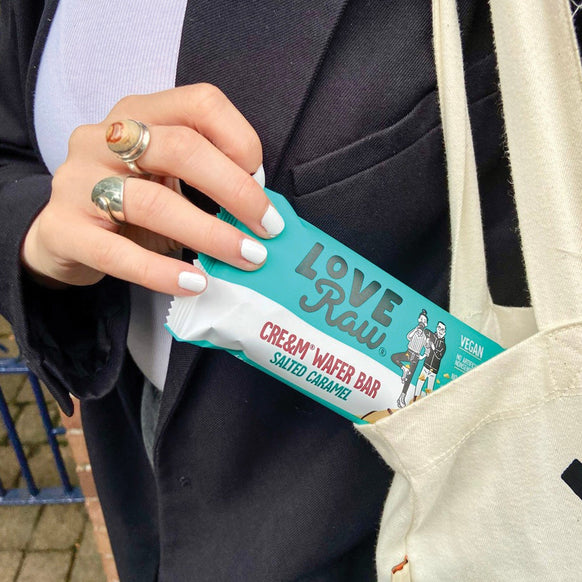 LOVE
Raw®
CRE&M® WAFER BAR
SALTED CARAMEL
VEGAN
NO ARTIFICIAL